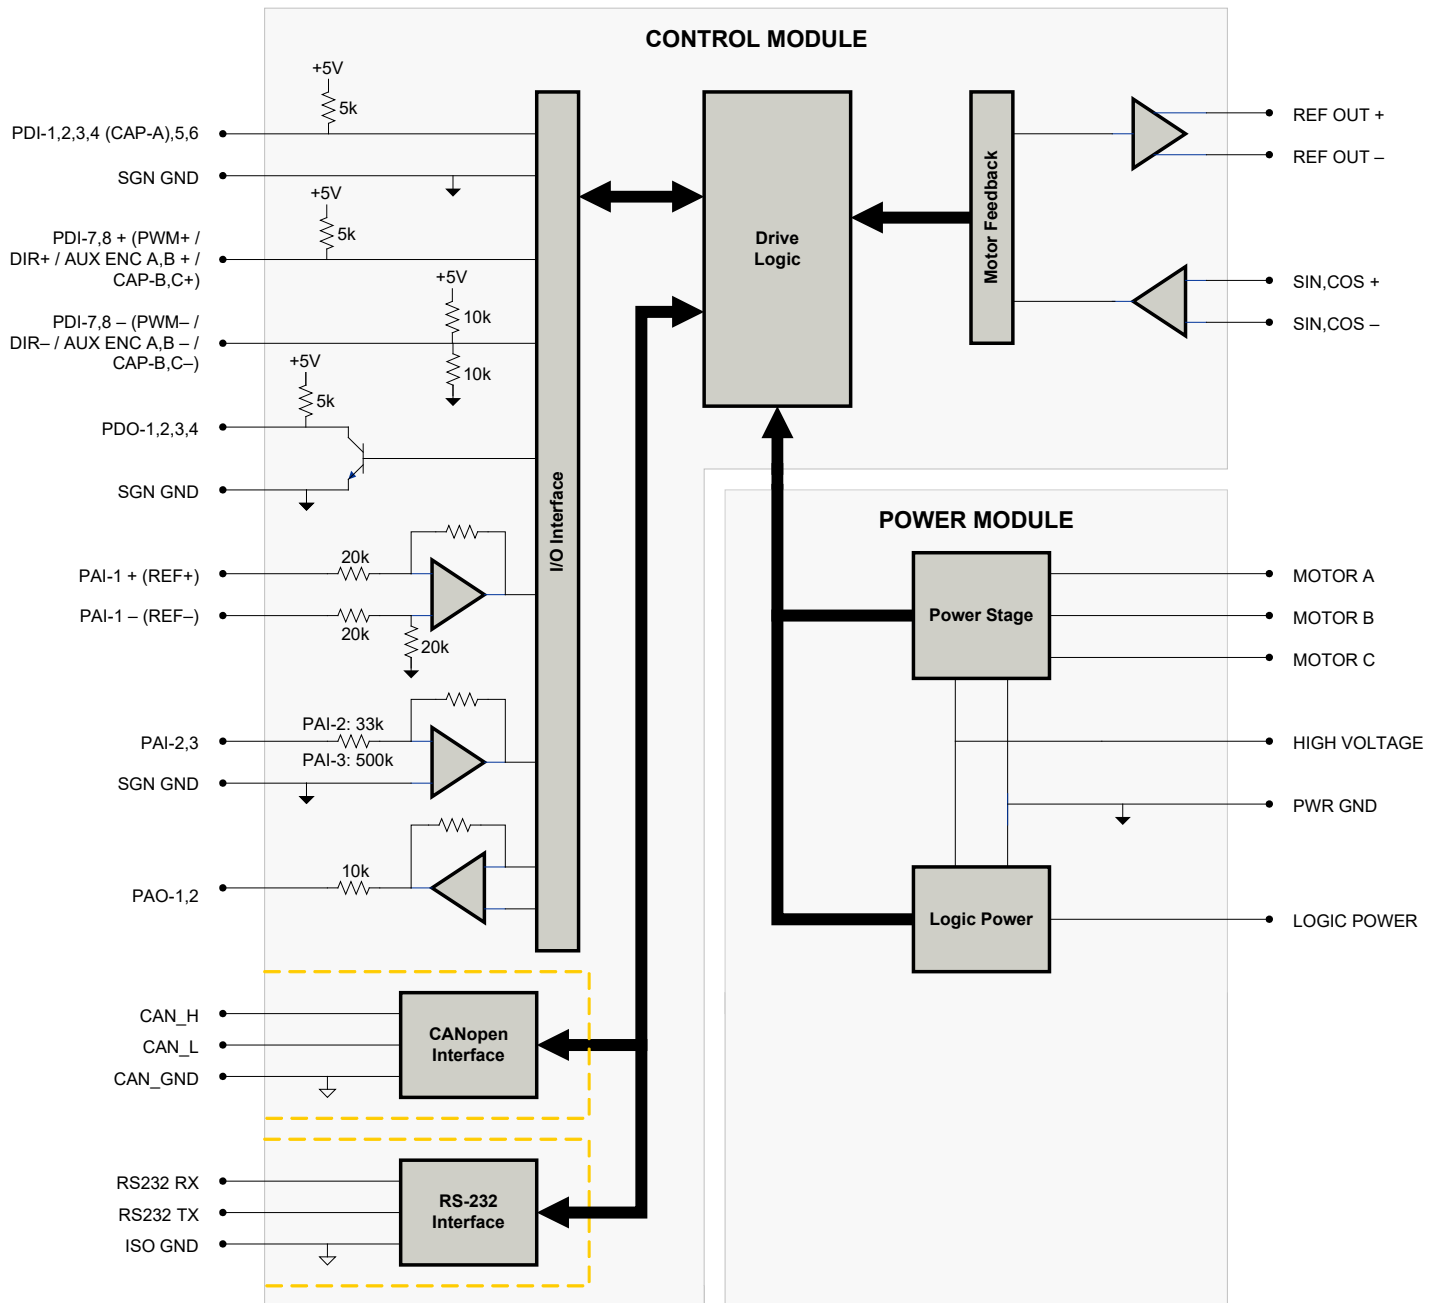 CONTROL MODULE
+5V
5k
PDI-1,2,3,4 (CAP-A),5,6
SGN GND
+5V
5k
PDI-7,8 + (PWM+ /
DIR+ / AUX ENC A,B + /
CAP-B,C+)
+5V
10k
PDI-7,8 – (PWM– /
DIR– / AUX ENC A,B – /
CAP-B,C–)
10k
+5V
5k
PDO-1,2,3,4
SGN GND
20k
PAI-1 + (REF+)
PAI-1 – (REF–)
20k
20k
PAI-2: 33k
PAI-2,3
PAI-3: 500k
SGN GND
10k
PAO-1,2
I/O Interface
Drive
Logic
Motor Feedback
REF OUT +
REF OUT –
SIN,COS +
SIN,COS –
POWER MODULE
Power Stage
MOTOR A
MOTOR B
MOTOR C
HIGH VOLTAGE
PWR GND
Logic Power
LOGIC POWER
CAN_H
CAN_L
CAN_GND
CANopen
Interface
RS232 RX
RS232 TX
ISO GND
RS-232
Interface